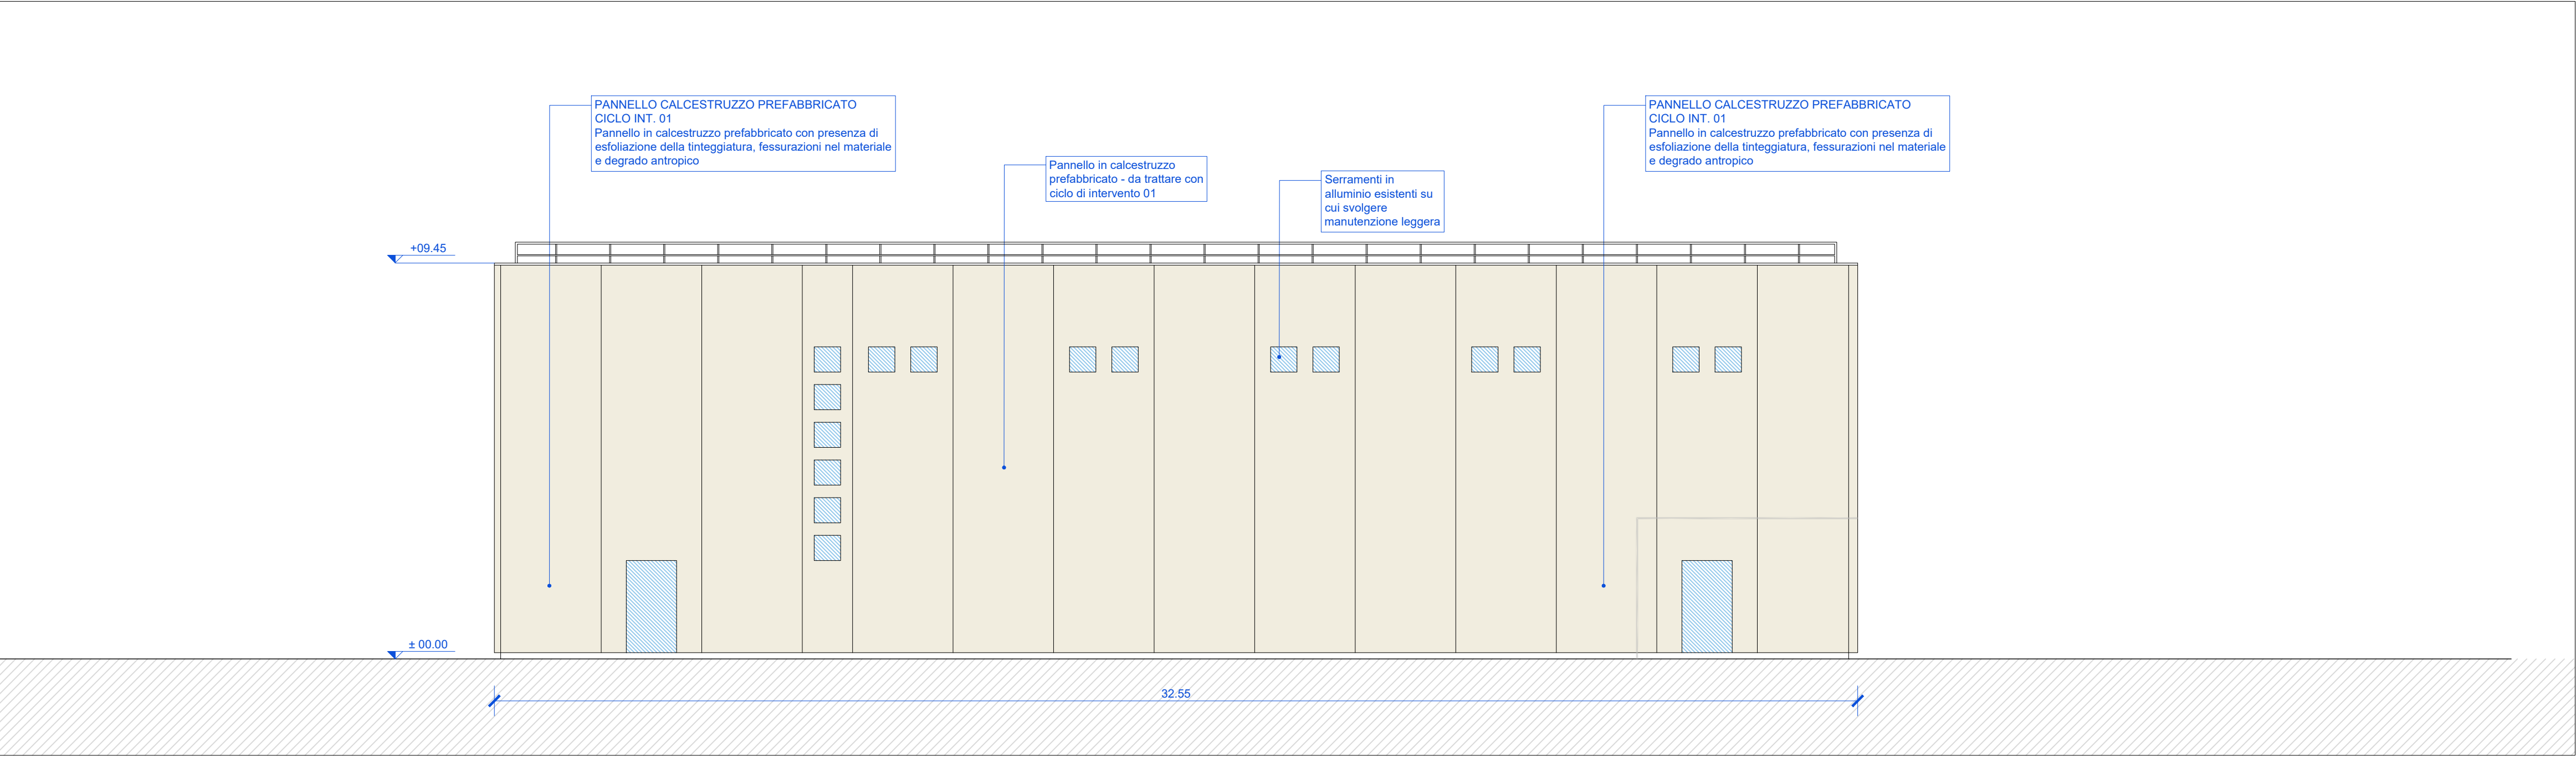 PANNELLO CALCESTRUZZO PREFABBRICATO
CICLO INT. 01
Pannello in calcestruzzo prefabbricato con presenza di
esfoliazione della tinteggiatura, fessurazioni nel materiale
e degrado antropico
Pannello in calcestruzzo
prefabbricato - da trattare con
ciclo di intervento 01
Serramenti in
alluminio esistenti su
cui svolgere
manutenzione leggera
PANNELLO CALCESTRUZZO PREFABBRICATO
CICLO INT. 01
Pannello in calcestruzzo prefabbricato con presenza di
esfoliazione della tinteggiatura, fessurazioni nel materiale
e degrado antropico
+09.45
± 00.00
32.55